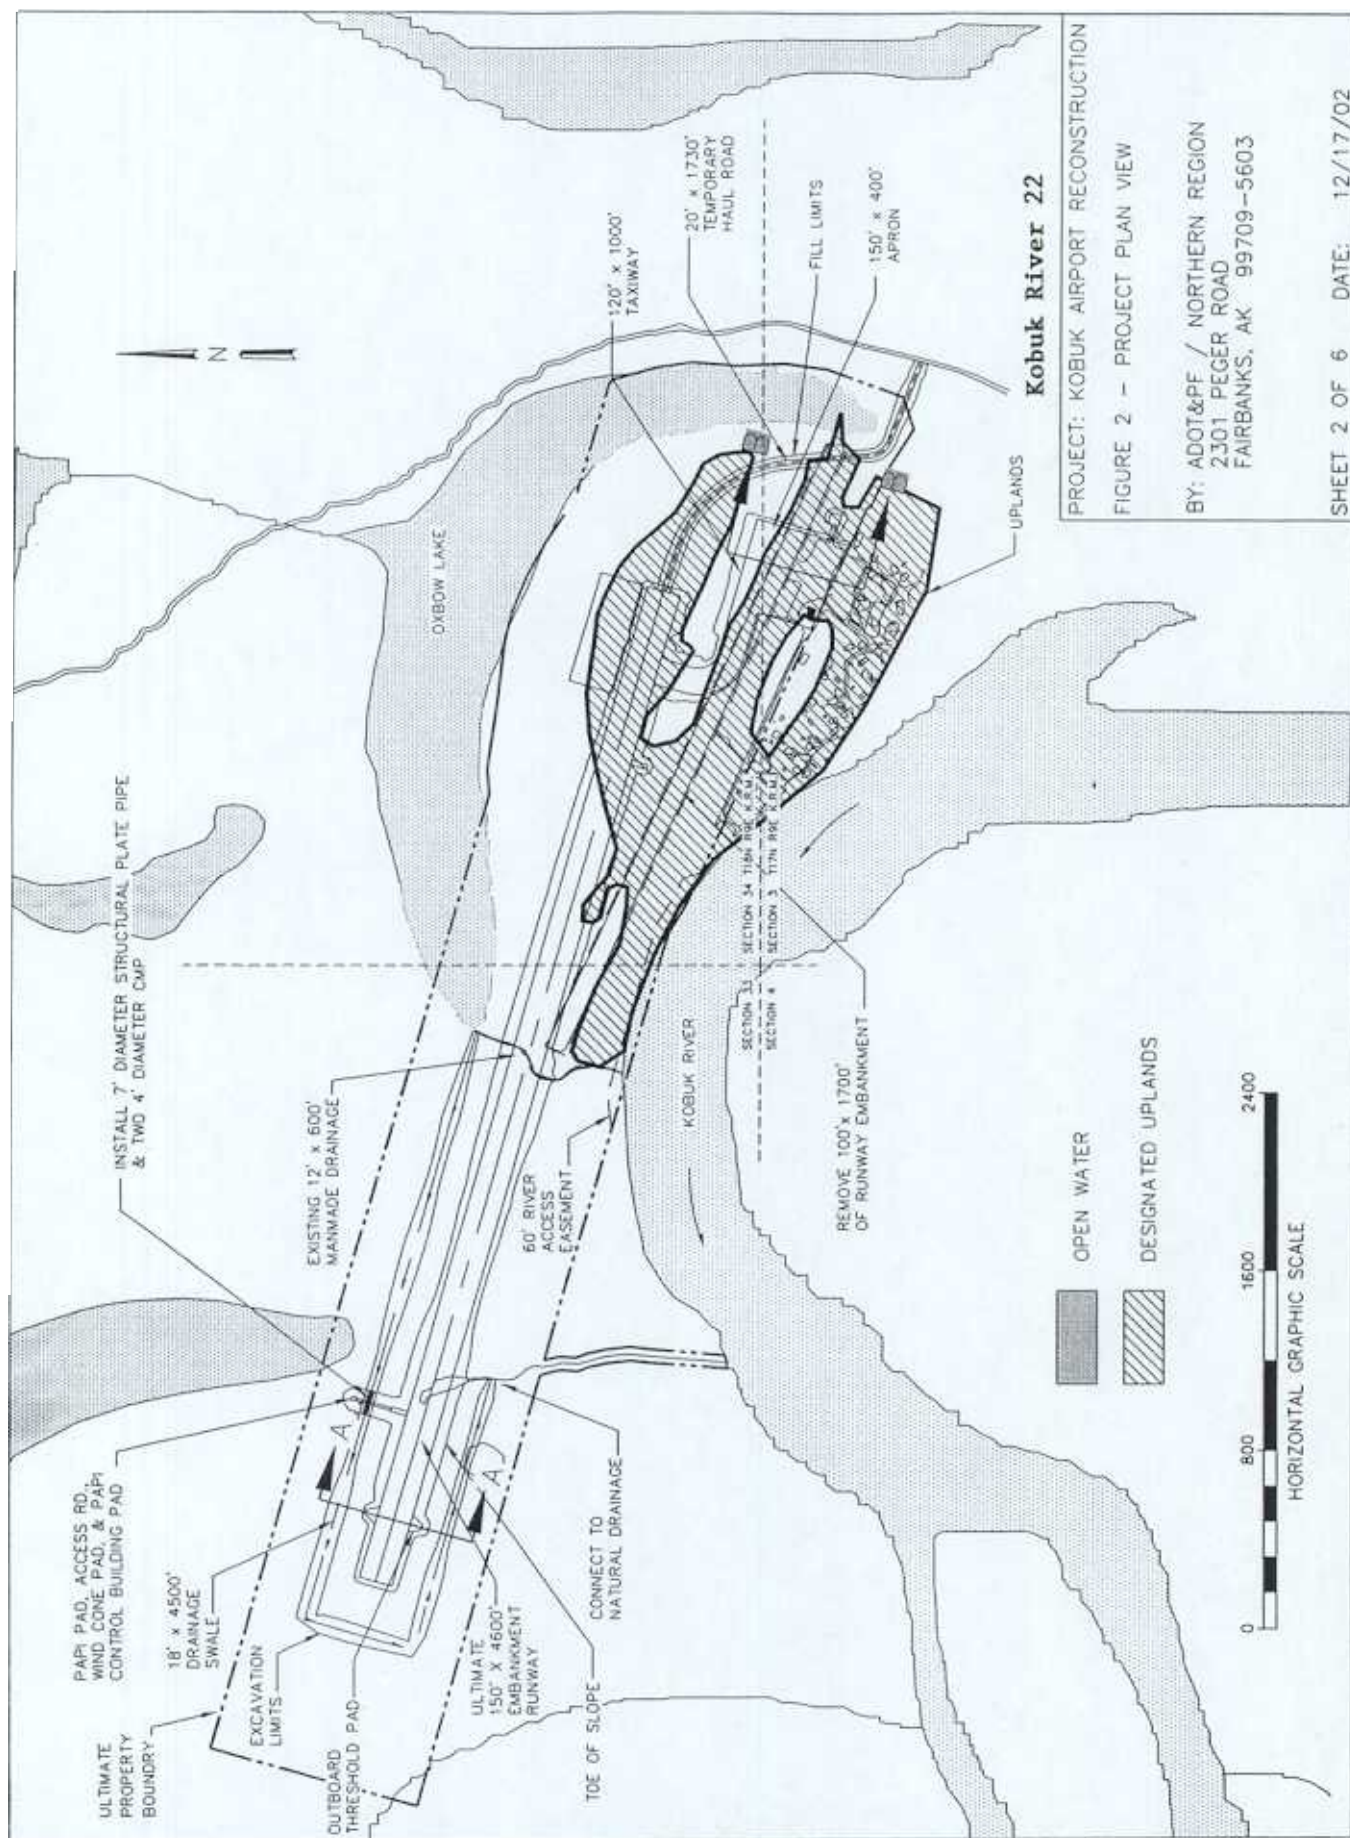 ULTIMATE
PROPERTY
BOUNDRY
PAPI PAD, ACCESS RD.,
WIND CONE PAD, & PAPI
CONTROL BUILDING PAD
INSTALL 7' DIAMETER STRUCTURAL PLATE PIPE
& TWO 4' DIAMETER CMP
18' x 4500'
DRAINAGE
SWALE
EXCAVATION
LIMITS
OUTBOARD
THRESHOLD PAD
ULTIMATE
150' X 4600'
EMBANKMENT
RUNWAY
TOE OF SLOPE
CONNECT TO
NATURAL DRAINAGE
A
A
EXISTING 12' x 600'
MANMADE DRAINAGE
60' RIVER
ACCESS
EASEMENT
OXBOW LAKE
N
120' x 1000'
TAXIWAY
20' x 1730'
TEMPORARY
HAUL ROAD
FILL LIMITS
150' x 400'
APRON
B
B
UPLANDS
SECTION 33
SECTION 34 T18N R9E K.R.M.
SECTION 4
SECTION 3 T17N R9E K.R.M.
KOBUK RIVER
REMOVE 100'x 1700'
OF RUNWAY EMBANKMENT
OPEN WATER
DESIGNATED UPLANDS
0
800
1600
2400
HORIZONTAL GRAPHIC SCALE
Kobuk River 22
PROJECT: KOBUK AIRPORT RECONSTRUCTION
FIGURE 2 - PROJECT PLAN VIEW
BY: ADOT&PF / NORTHERN REGION
2301 PEGER ROAD
FAIRBANKS, AK 99709-5603
SHEET 2 OF 6 DATE: 12/17/02